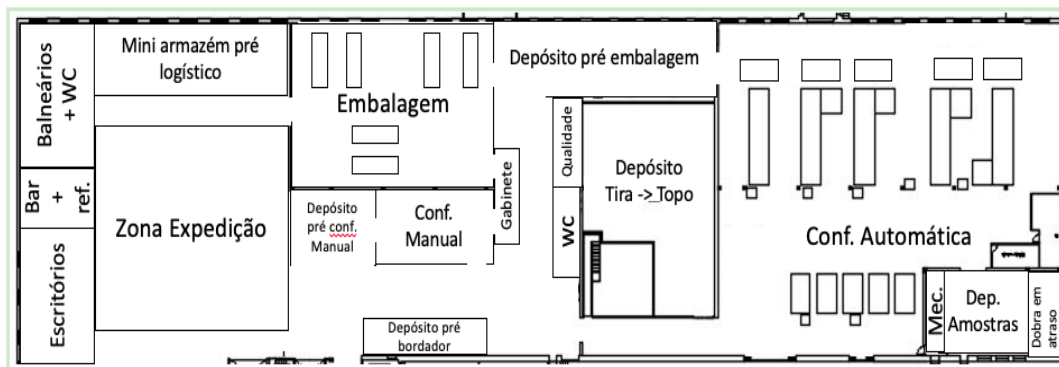 Balneários
+ WC
Bar
+
ref.
Escritórios
Mini armazém pré
logístico
Zona Expedição
Embalagem
Depósito
pré conf.
Manual
Conf.
Manual
Gabinete
Depósito pré
bordador
Depósito pré embalagem
Qualidade
WC
Depósito
Tira -> Topo
Conf. Automática
Mec.
Dep.
Amostras
Dobra em
atraso